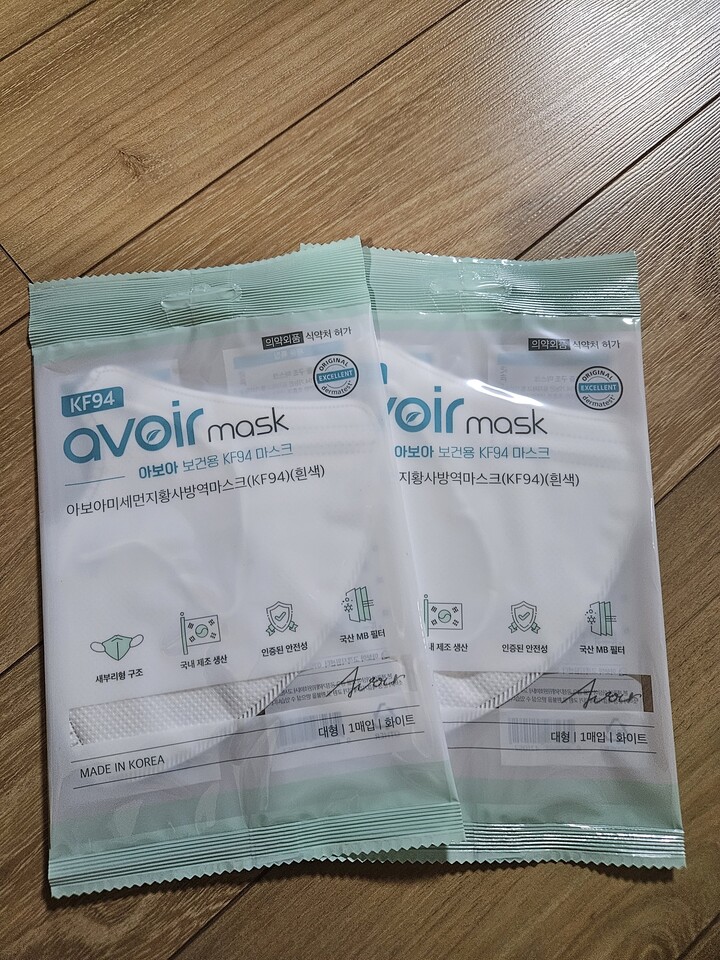 의약외품 식약처 허가
ORIGINAL
EXCELLENT
dermatest
KF94
avoir mask
아보아 보건용 KF94 마스크
아보아미세먼지황사방역마스크(KF94)(흰색)
새부리형 구조
국내 제조 생산
인증된 안전성
국산 MB 필터
Avoir
대형 | 1매입 | 화이트
MADE IN KOREA
의약외품 식약처 허가
ORIGINAL
EXCELLENT
dermatest
voir mask
아보아 보건용 KF94 마스크
지황사방역마스크(KF94)(흰색)
내 제조 생산
인증된 안전성
국산 MB 필터
Avoir
대형 | 1매입 | 화이트